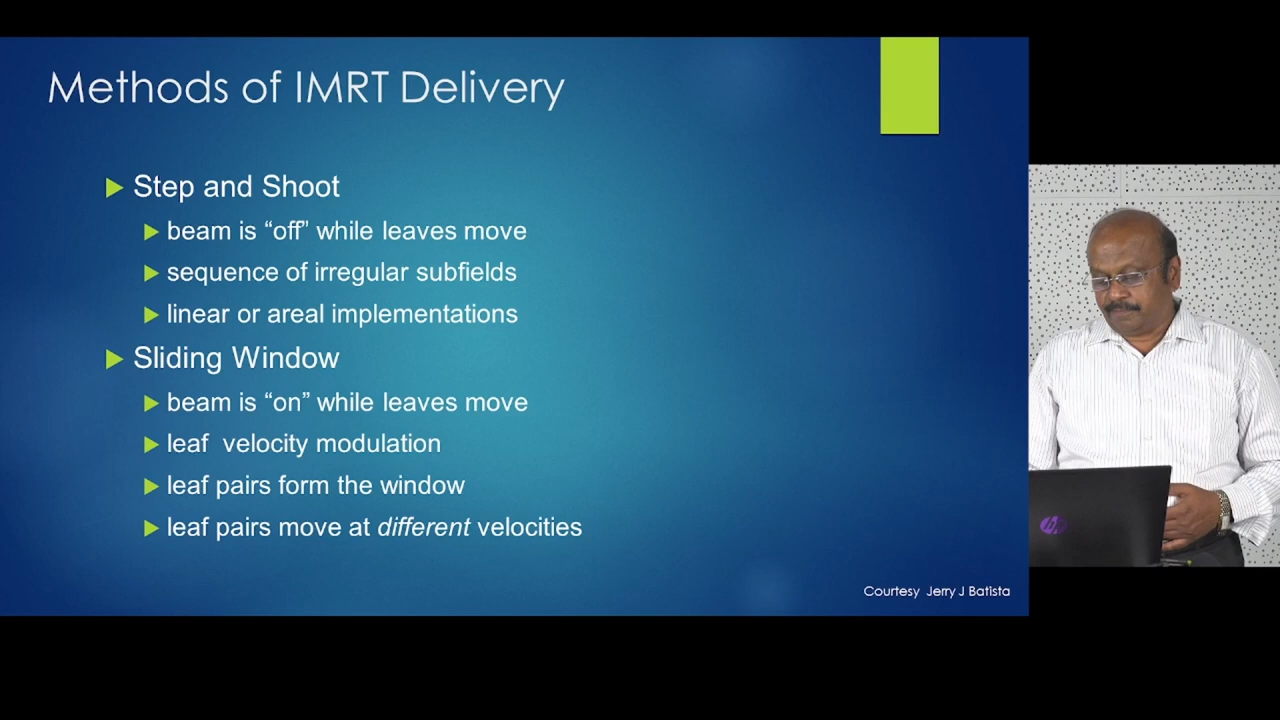 Methods of IMRT Delivery
Step and Shoot
beam is “off” while leaves move
sequence of irregular subfields
linear or areal implementations
Sliding Window
beam is “on” while leaves move
leaf velocity modulation
leaf pairs form the window
leaf pairs move at different velocities
Courtesy Jerry J Batista
hp